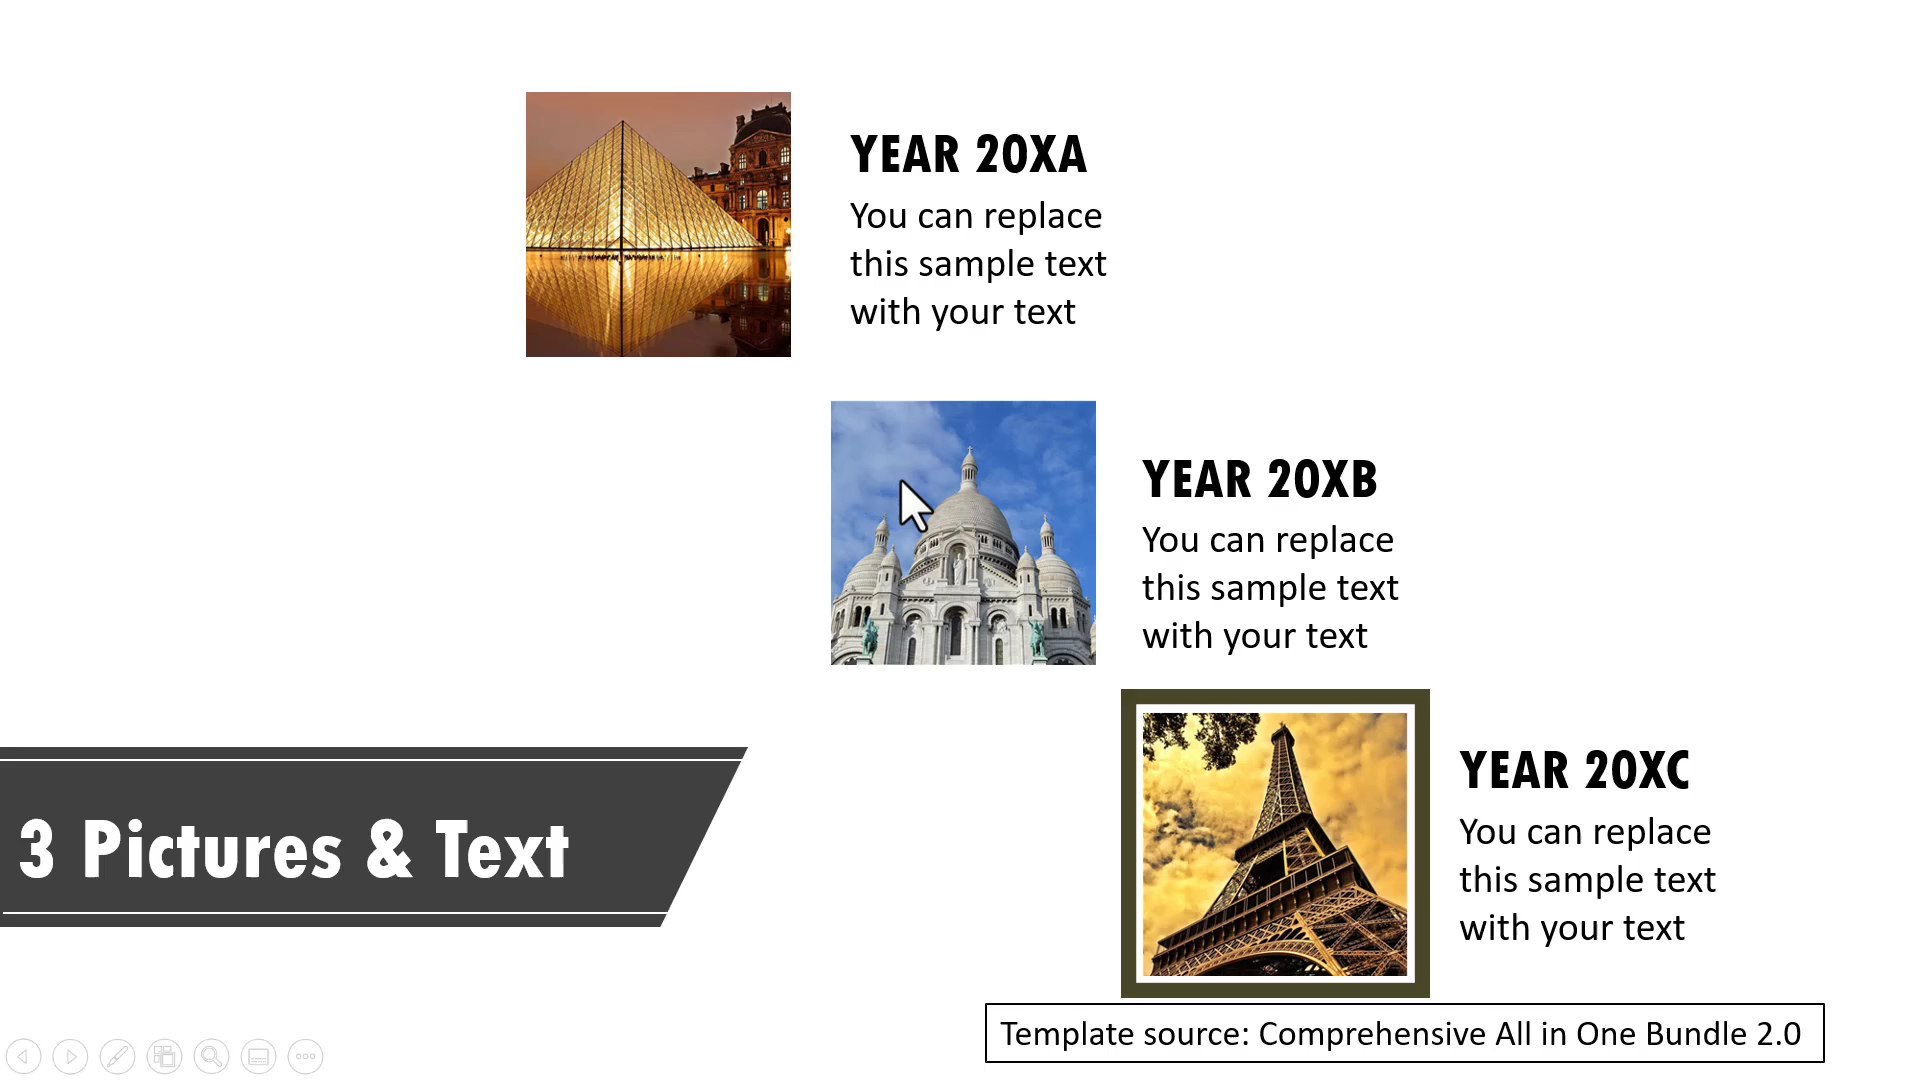 YEAR 20XA
You can replace
this sample text
with your text
YEAR 20XB
You can replace
this sample text
with your text
YEAR 20XC
You can replace
this sample text
with your text
3 Pictures & Text
Template source: Comprehensive All in One Bundle 2.0